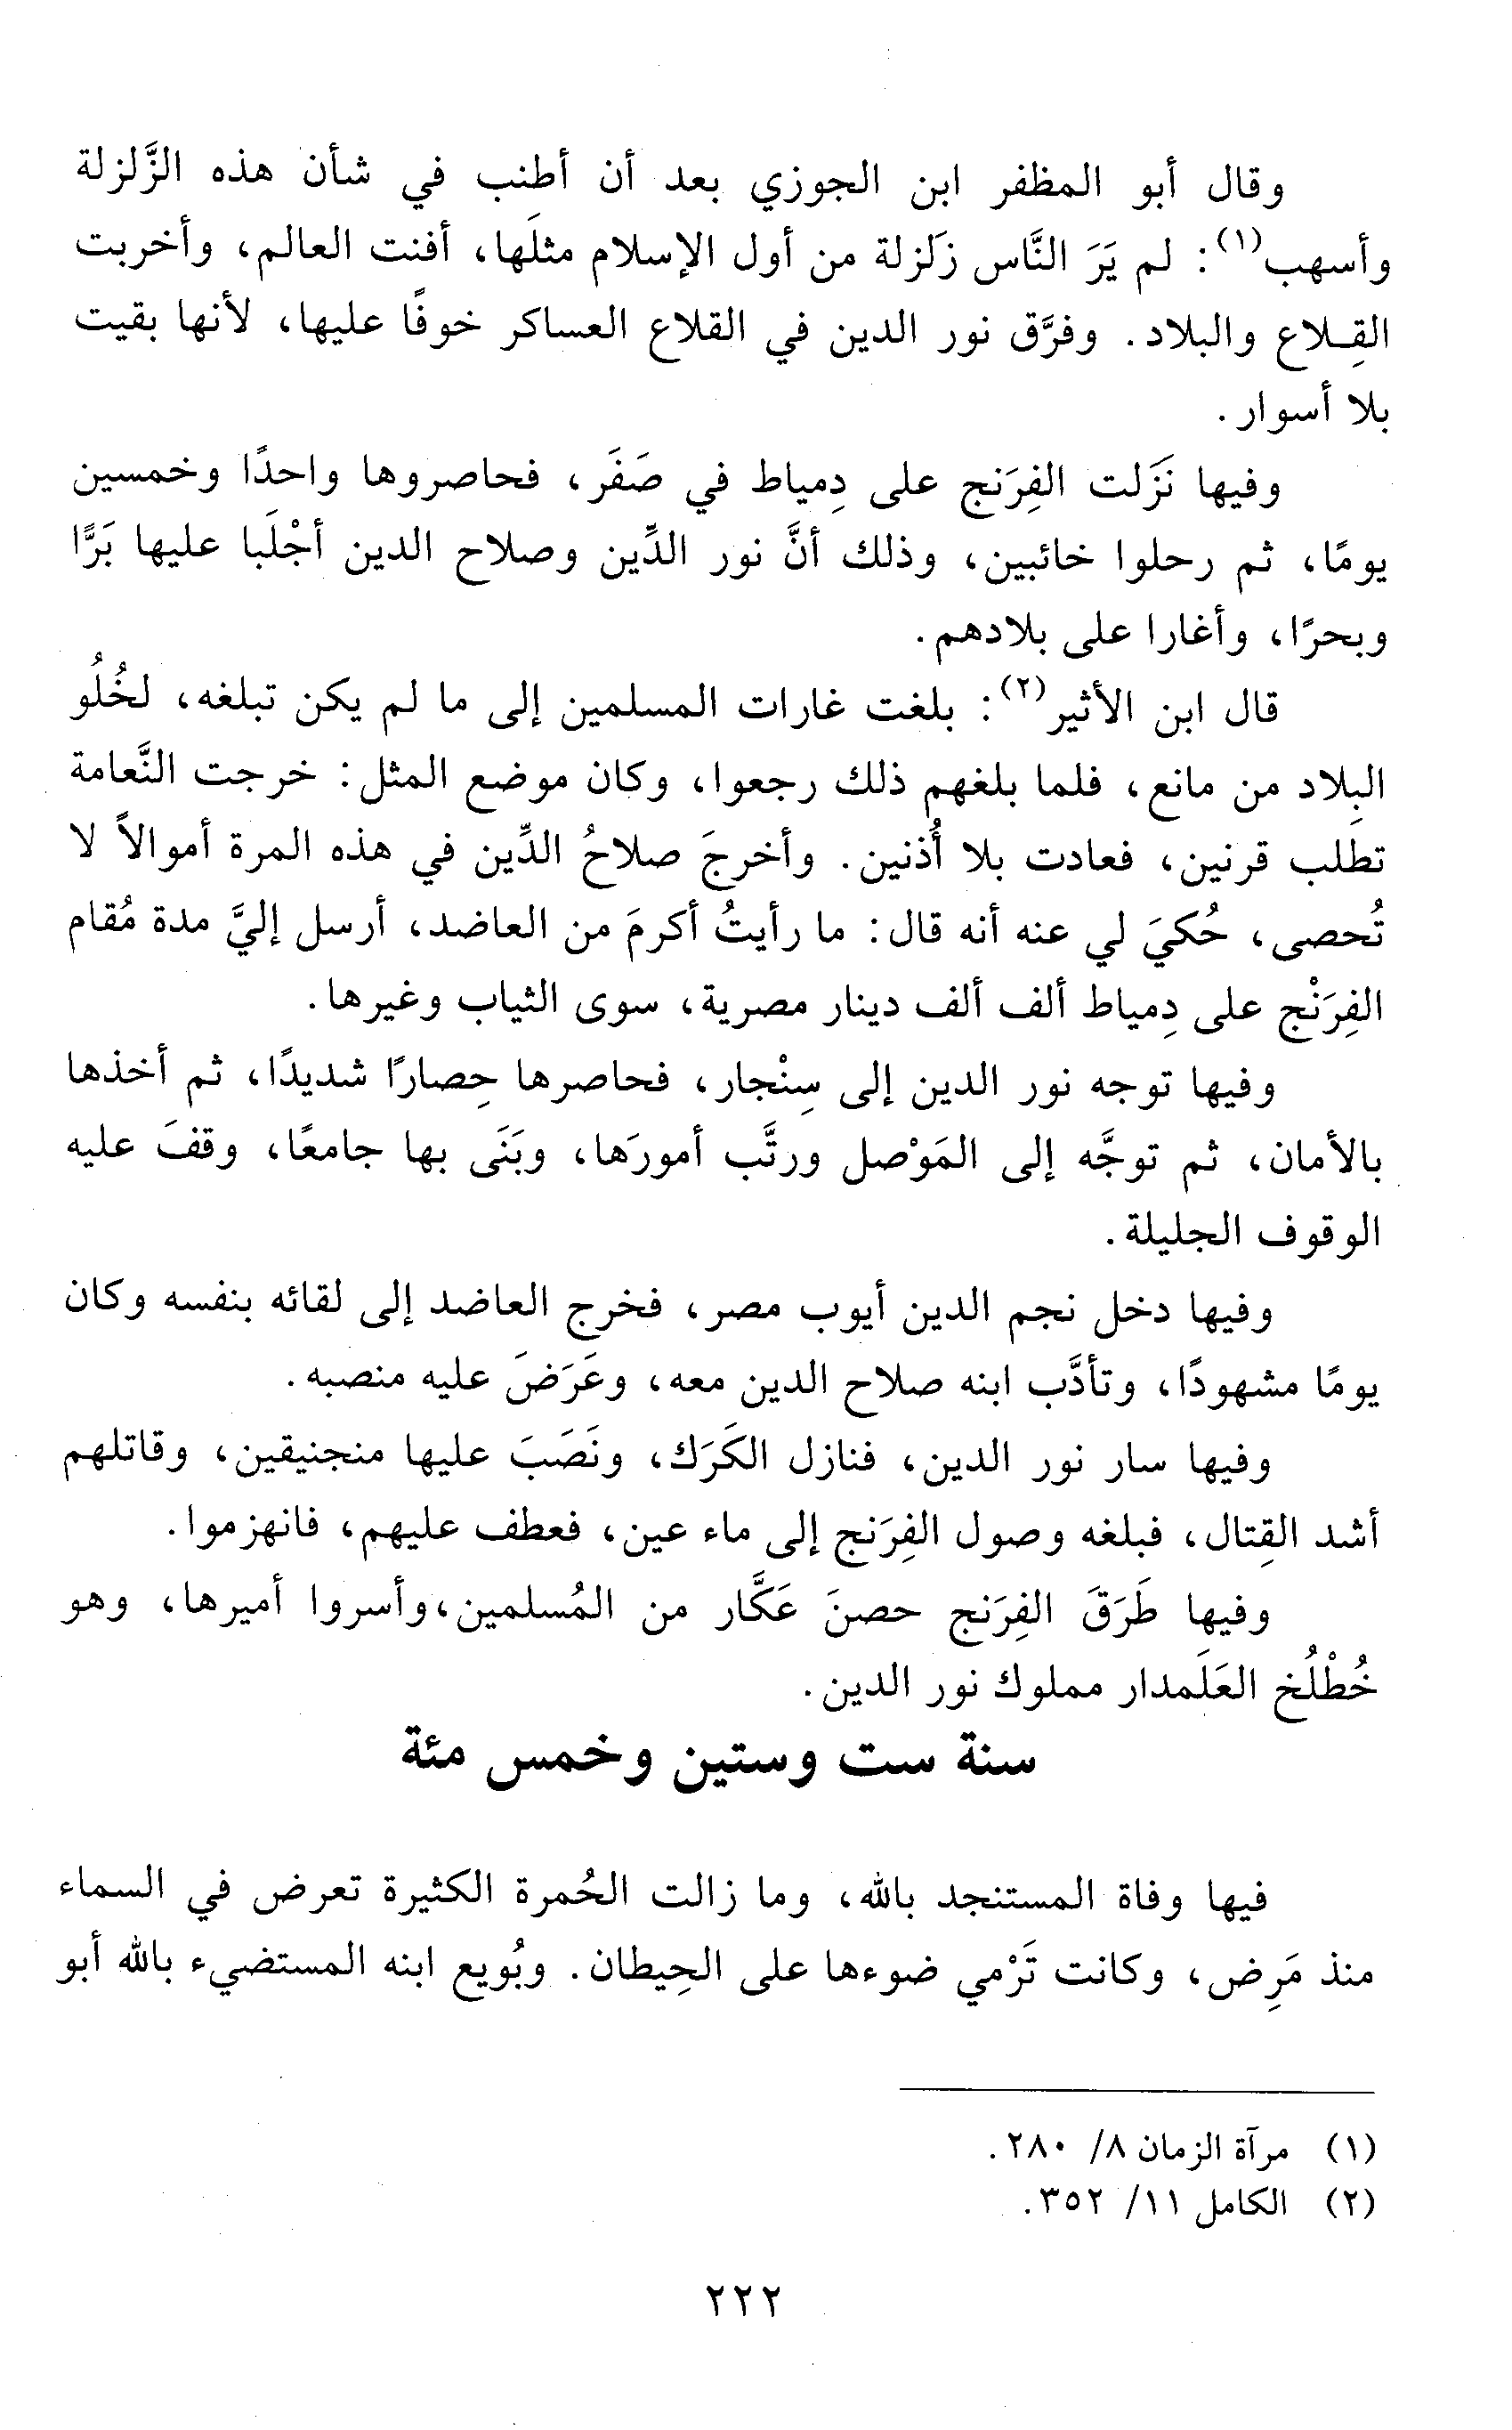 وقال أبو المظفر ابن الجوزي بعد أن أطنب في شأن هذه الزَّلزلة
وأسهب(١): لم يَرَ النَّاس زَلزلة من أول الإسلام مثلَها، أفنت العالم، وأخربت
القِـلاع والبلاد. وفرَّق نور الدين في القلاع العساكر خوفًا عليها، لأنها بقيت
بلا أسوار.
وفيها نَزَلت الفِرَنج على دِمياط في صَفَر، فحاصروها واحدًا وخمسين
يومًا، ثم رحلوا خائبين، وذلك أنَّ نور الدِّين وصلاح الدين أجْلَبا عليها بَرًّا
وبحرًا، وأغارا على بلادهم.
قال ابن الأثير(٢): بلغت غارات المسلمين إلى ما لم يكن تبلغه، لخُلُو
البِلاد من مانع، فلما بلغهم ذلك رجعوا، وكان موضع المثل: خرجت النَّعامة
تطلب قرنين، فعادت بلا أُذنين. وأخرجَ صلاحُ الدِّين في هذه المرة أموالاً لا
تُحصى، حُكيَ لي عنه أنه قال: ما رأيتُ أكرمَ من العاضد، أرسل إليَّ مدة مُقام
الفِرَنْج على دِمياط ألف ألف دينار مصرية، سوى الثياب وغيرها.
وفيها توجه نور الدين إلى سِنْجار، فحاصرها حِصارًا شديدًا، ثم أخذها
بالأمان، ثم توجَّه إلى المَوْصل ورتَّب أمورَها، وبَنَى بها جامعًا، وقفَ عليه
الوقوف الجليلة.
وفيها دخل نجم الدين أيوب مصر، فخرج العاضد إلى لقائه بنفسه وكان
يومًا مشهودًا، وتأدَّب ابنه صلاح الدين معه، وعَرَضَ عليه منصبه.
وفيها سار نور الدين، فنازل الكَرَك، ونَصَبَ عليها منجنيقين، وقاتلهم
أشد القِتال، فبلغه وصول الفِرَنج إلى ماء عين، فعطف عليهم، فانهزموا.
وفيها طَرَقَ الفِرَنج حصنَ عَكَّار من المُسلمين،وأسروا أميرها، وهو
خُطْلُخ العَلَمدار مملوك نور الدين.
سنة ست وستين وخمس مئة
فيها وفاة المستنجد بالله، وما زالت الحُمرة الكثيرة تعرض في السماء
منذ مَرِض، وكانت تَرْمي ضوءها على الحِيطان. وبُويع ابنه المستضيء بالله أبو
(١) مرآة الزمان ٨/ ٢٨٠.
(٢) الكامل ١١/ ٣٥٢.
٢٢٢